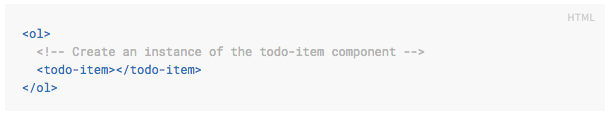 HTML
<ol>
  <!-- Create an instance of the todo-item component -->
  <todo-item></todo-item>
</ol>